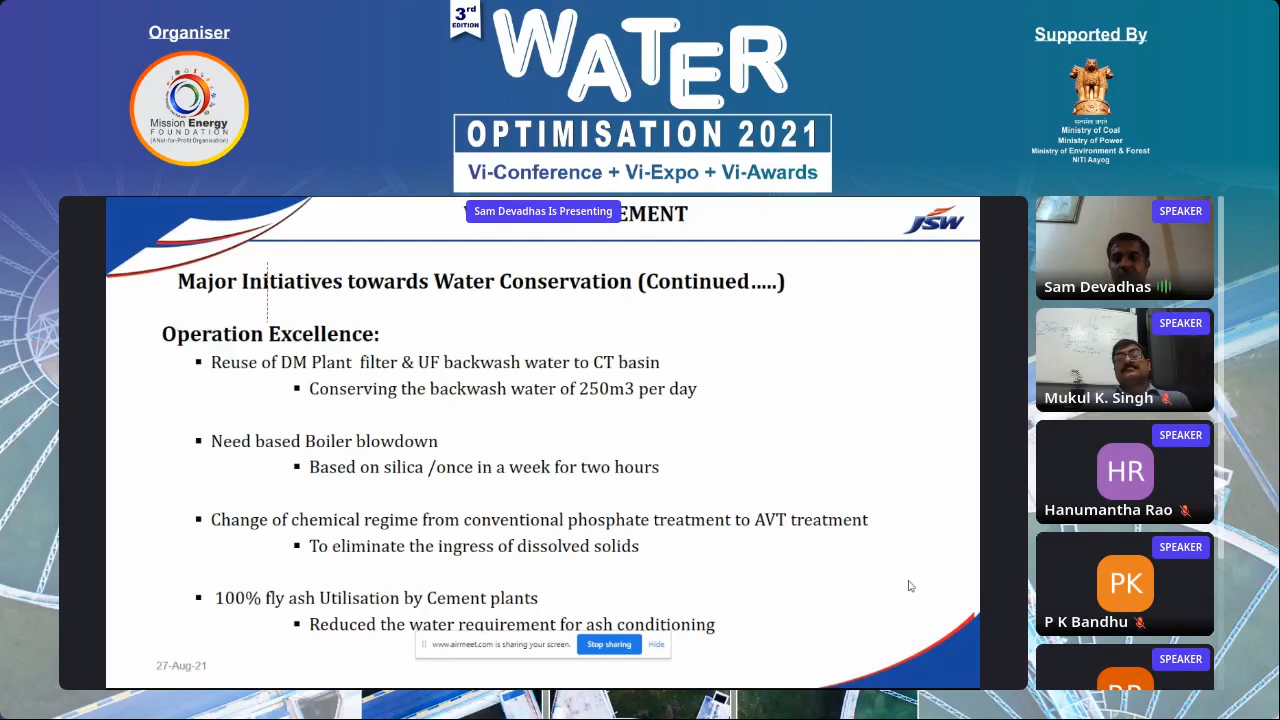 Organiser
Mission Energy
FOUNDATION
(A Not-for-Profit Organisation)
3rd
EDITION
WATER
OPTIMISATION 2021
Vi-Conference + Vi-Expo + Vi-Awards
Supported By
सत्यमेव जयते
Ministry of Coal
Ministry of Power
Ministry of Environment & Forest
NITI Aayog
Sam Devadhas Is Presenting
EMENT
JSW
Major Initiatives towards Water Conservation (Continued…..)
Operation Excellence:
▪ Reuse of DM Plant filter & UF backwash water to CT basin
▪ Conserving the backwash water of 250m3 per day
▪ Need based Boiler blowdown
▪ Based on silica /once in a week for two hours
▪ Change of chemical regime from conventional phosphate treatment to AVT treatment
▪ To eliminate the ingress of dissolved solids
▪ 100% fly ash Utilisation by Cement plants
▪ Reduced the water requirement for ash conditioning
www.airmeet.com is sharing your screen.
Stop sharing
Hide
27-Aug-21
SPEAKER
Sam Devadhas
SPEAKER
Mukul K. Singh
SPEAKER
HR
Hanumantha Rao
SPEAKER
PK
P K Bandhu
SPEAKER